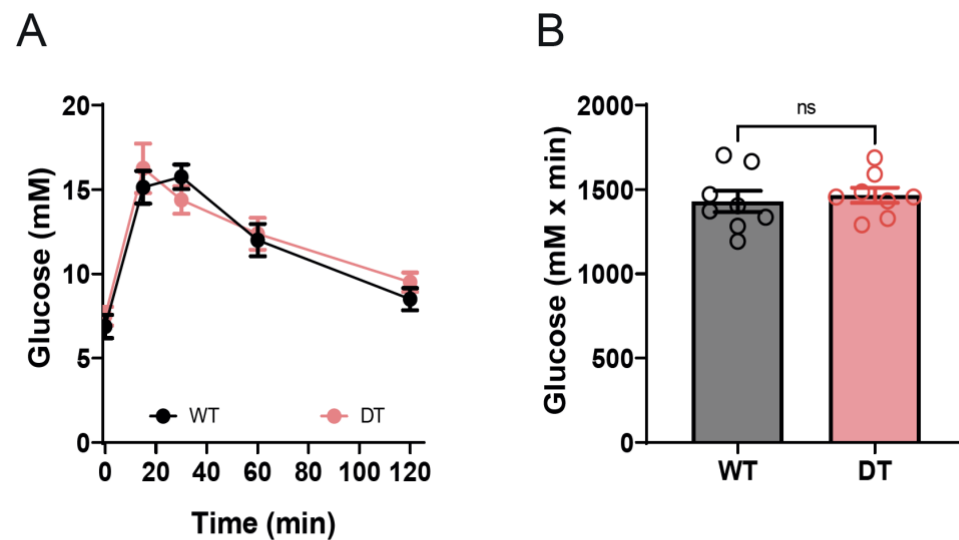 A
B
Glucose (mM)
20
15
10
5
0
WT
DT
0 20 40 60 80 100 120
Time (min)
Glucose (mM x min)
2000
1500
1000
500
0
ns
WT
DT